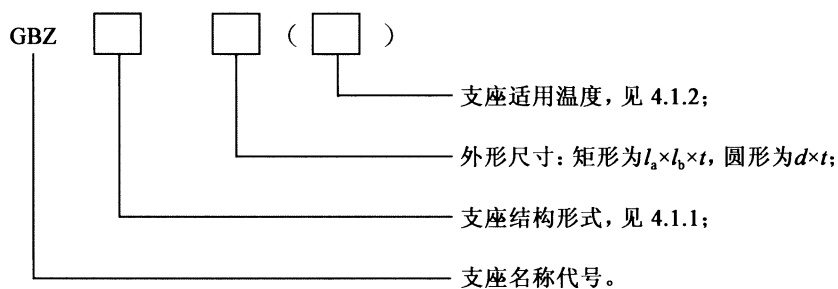 GBZ ( )
支座适用温度,见 4.1.2;
外形尺寸:矩形为lₐ×l_b×t,圆形为d×t;
支座结构形式,见 4.1.1;
支座名称代号。